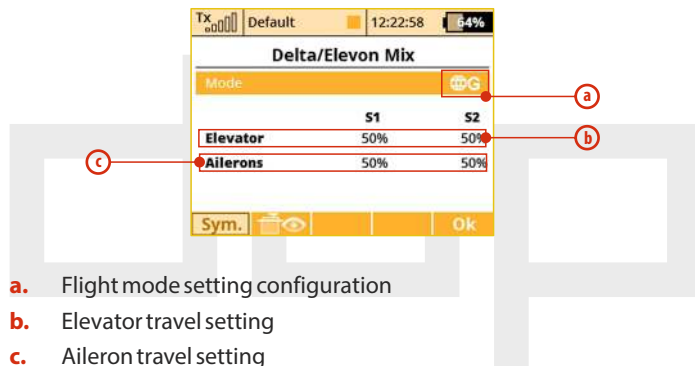 Tx Default 12:22:58 64%
Delta/Elevon Mix
Mode G
a
S1 S2
Elevator 50% 50%
b
c
Ailerons 50% 50%
Sym. Ok
a. Flight mode setting configuration
b. Elevator travel setting
c. Aileron travel setting